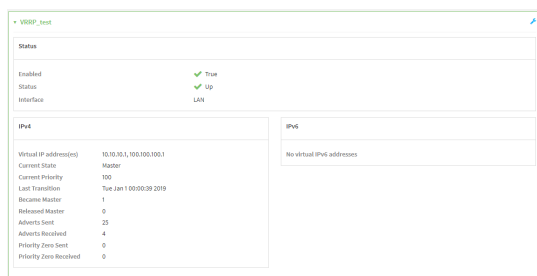 VRRP_test
Status
Enabled True
Status Up
Interface LAN
IPv4
Virtual IP address(es) 10.10.10.1, 100.100.100.1
Current State Master
Current Priority 100
Last Transition Tue Jan 1 00:00:39 2019
Became Master 1
Released Master 0
Adverts Sent 25
Adverts Received 4
Priority Zero Sent 0
Priority Zero Received 0
IPv6
No virtual IPv6 addresses